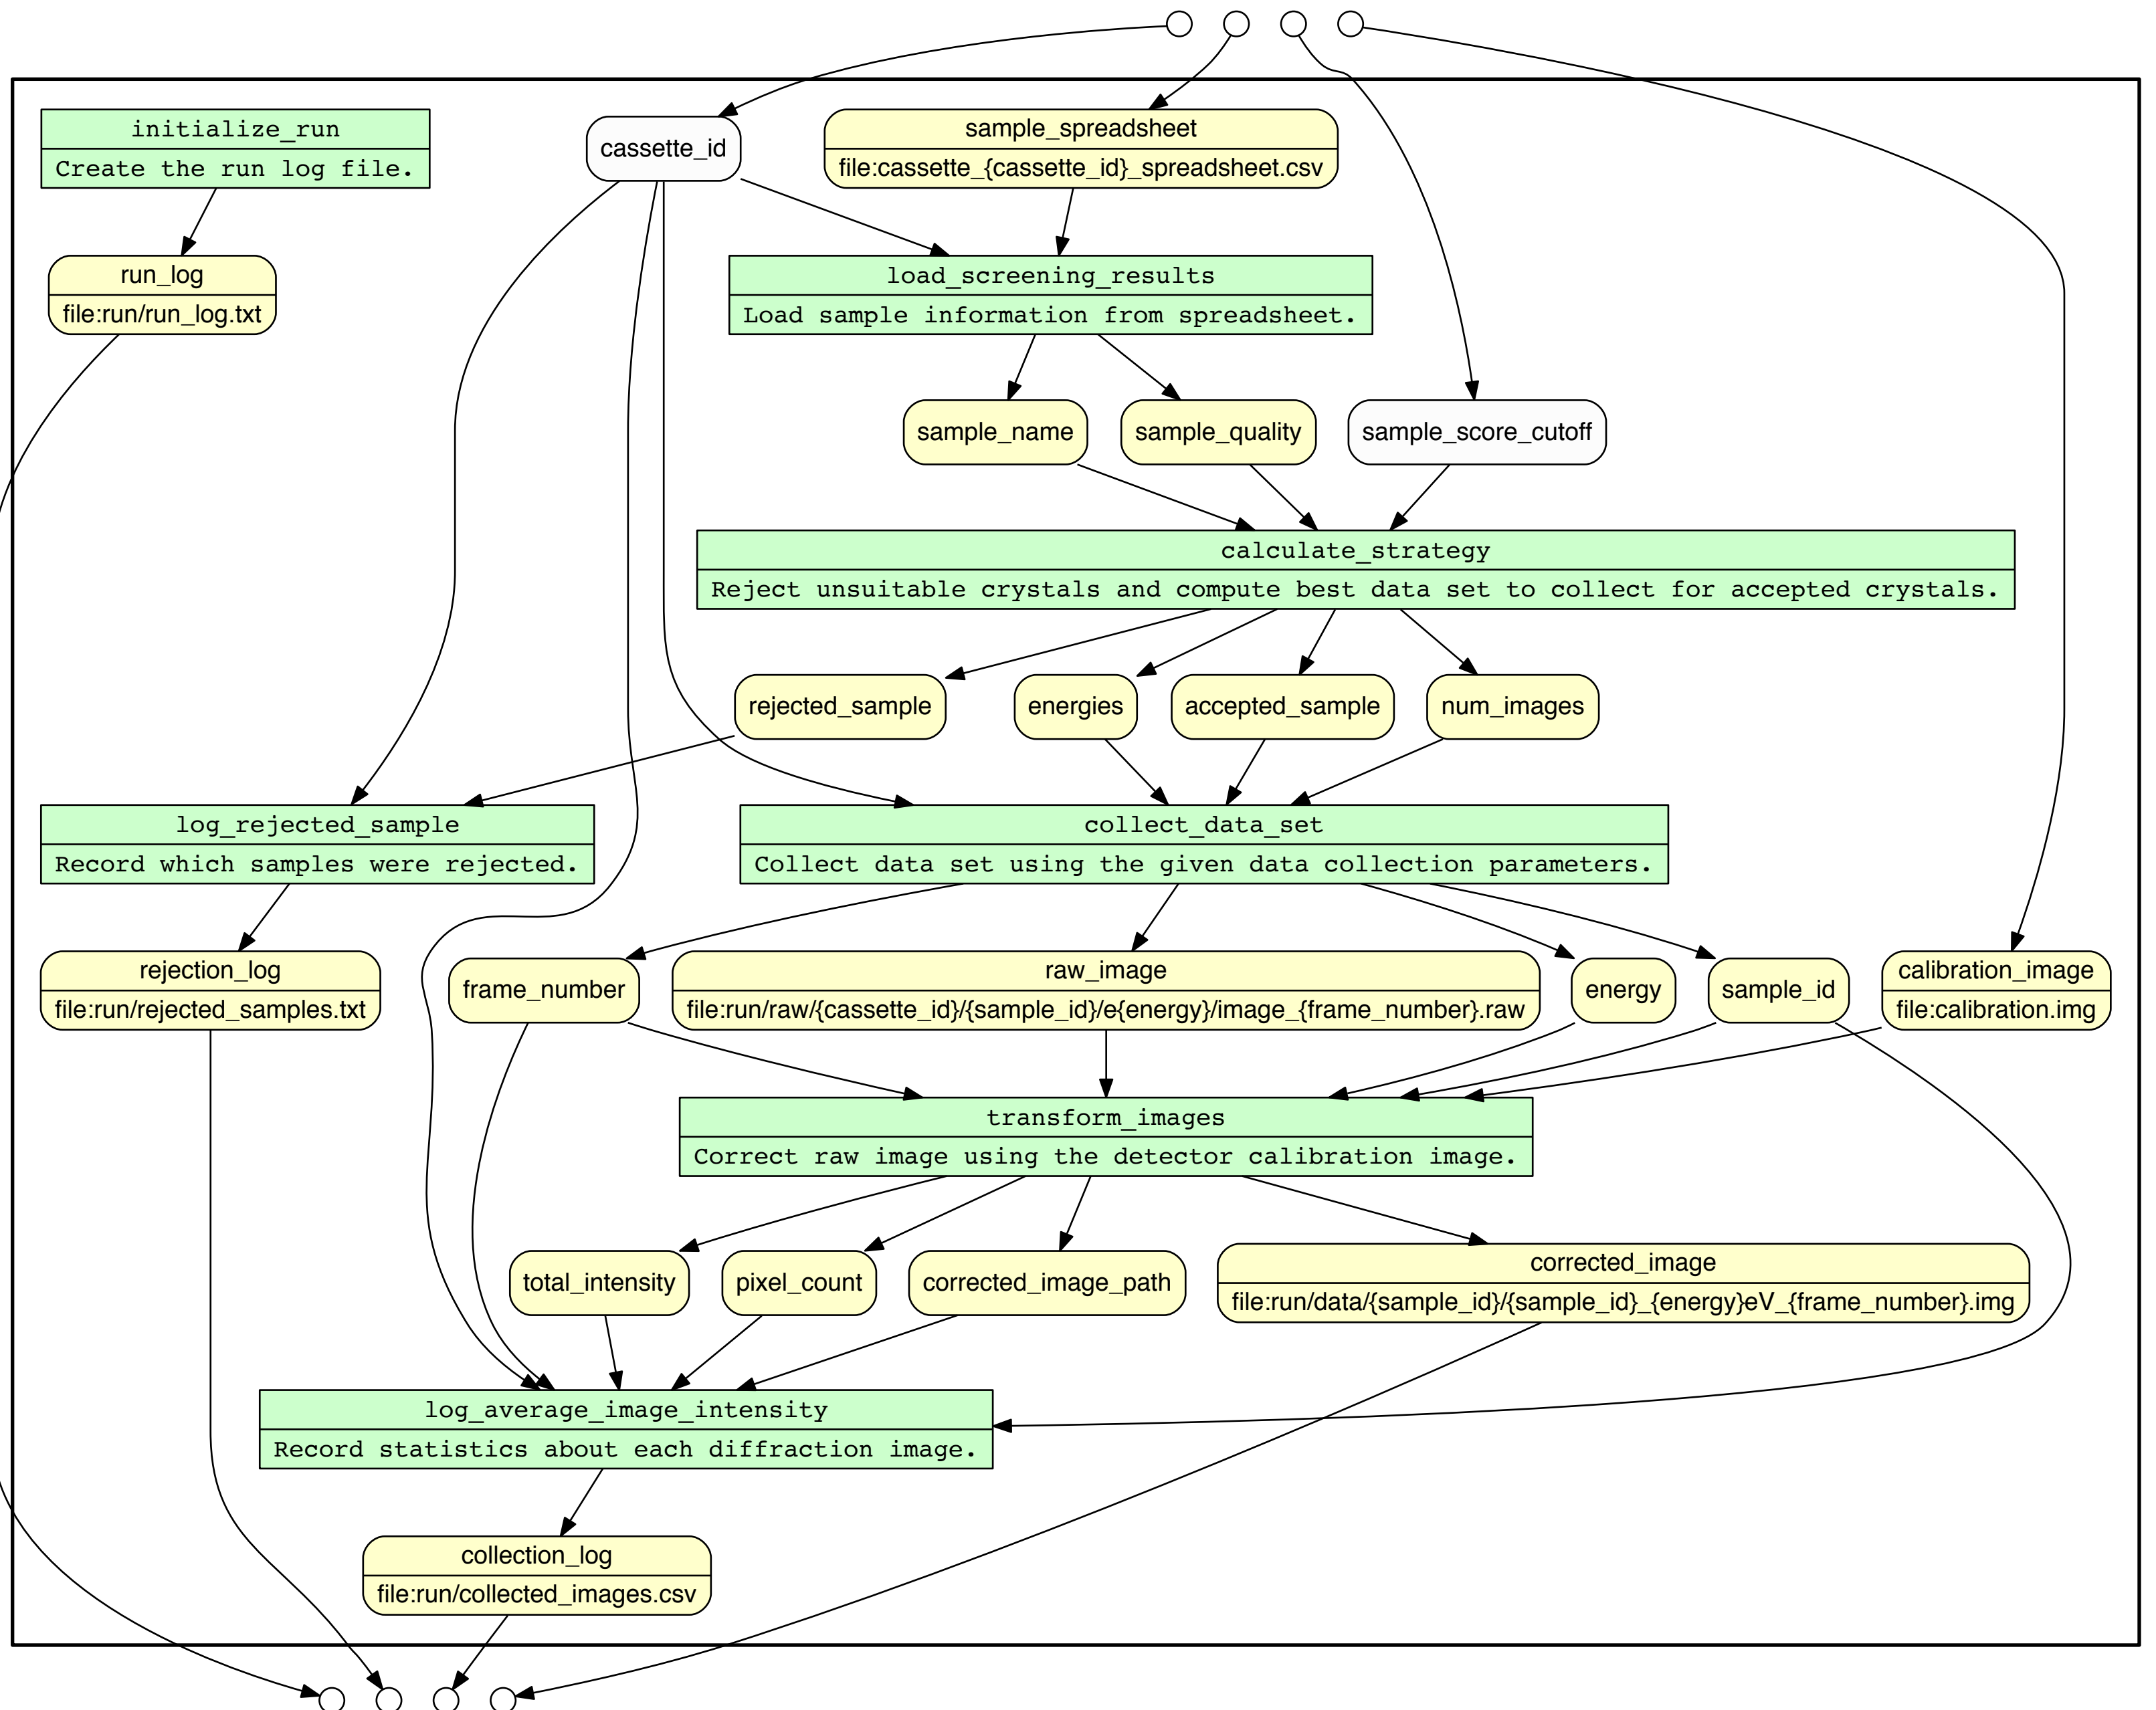 initialize_run
Create the run log file.
cassette_id
sample_spreadsheet
file:cassette_{cassette_id}_spreadsheet.csv
run_log
file:run/run_log.txt
load_screening_results
Load sample information from spreadsheet.
sample_name
sample_quality
sample_score_cutoff
calculate_strategy
Reject unsuitable crystals and compute best data set to collect for accepted crystals.
rejected_sample
energies
accepted_sample
num_images
log_rejected_sample
Record which samples were rejected.
collect_data_set
Collect data set using the given data collection parameters.
rejection_log
file:run/rejected_samples.txt
frame_number
raw_image
file:run/raw/{cassette_id}/{sample_id}/e{energy}/image_{frame_number}.raw
energy
sample_id
calibration_image
file:calibration.img
transform_images
Correct raw image using the detector calibration image.
total_intensity
pixel_count
corrected_image_path
corrected_image
file:run/data/{sample_id}/{sample_id}_{energy}eV_{frame_number}.img
log_average_image_intensity
Record statistics about each diffraction image.
collection_log
file:run/collected_images.csv